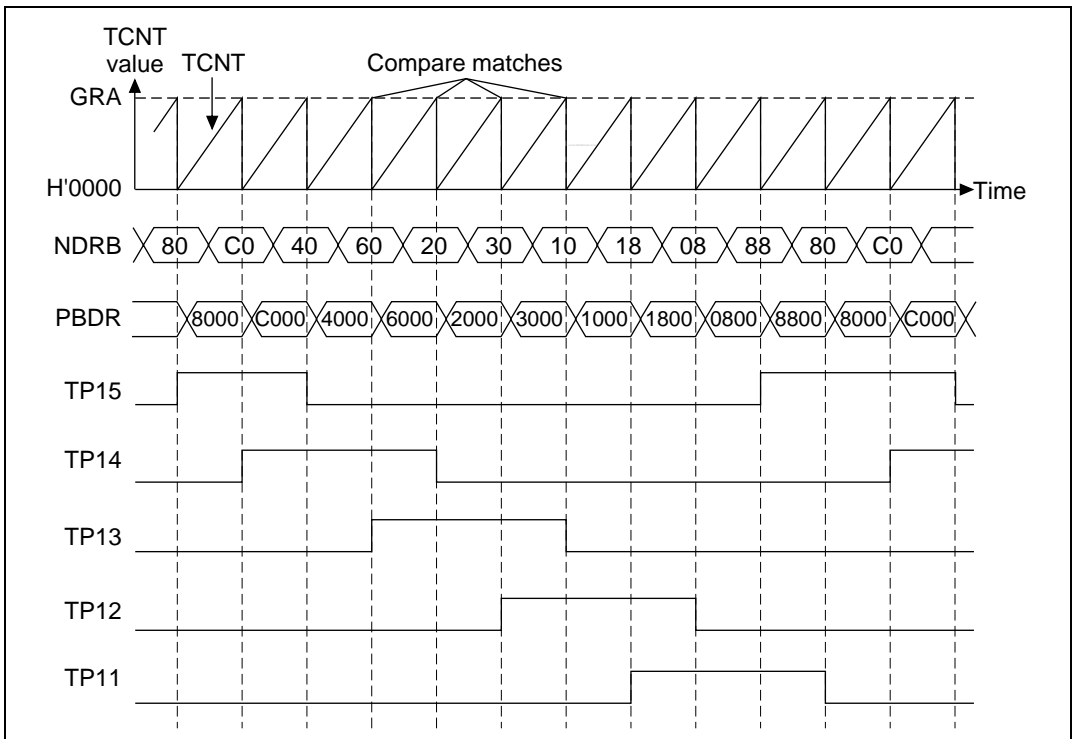 TCNT
value TCNT Compare matches
GRA
H'0000 Time
NDRB 80 C0 40 60 20 30 10 18 08 88 80 C0
PBDR 8000 C000 4000 6000 2000 3000 1000 1800 0800 8800 8000 C000
TP15
TP14
TP13
TP12
TP11